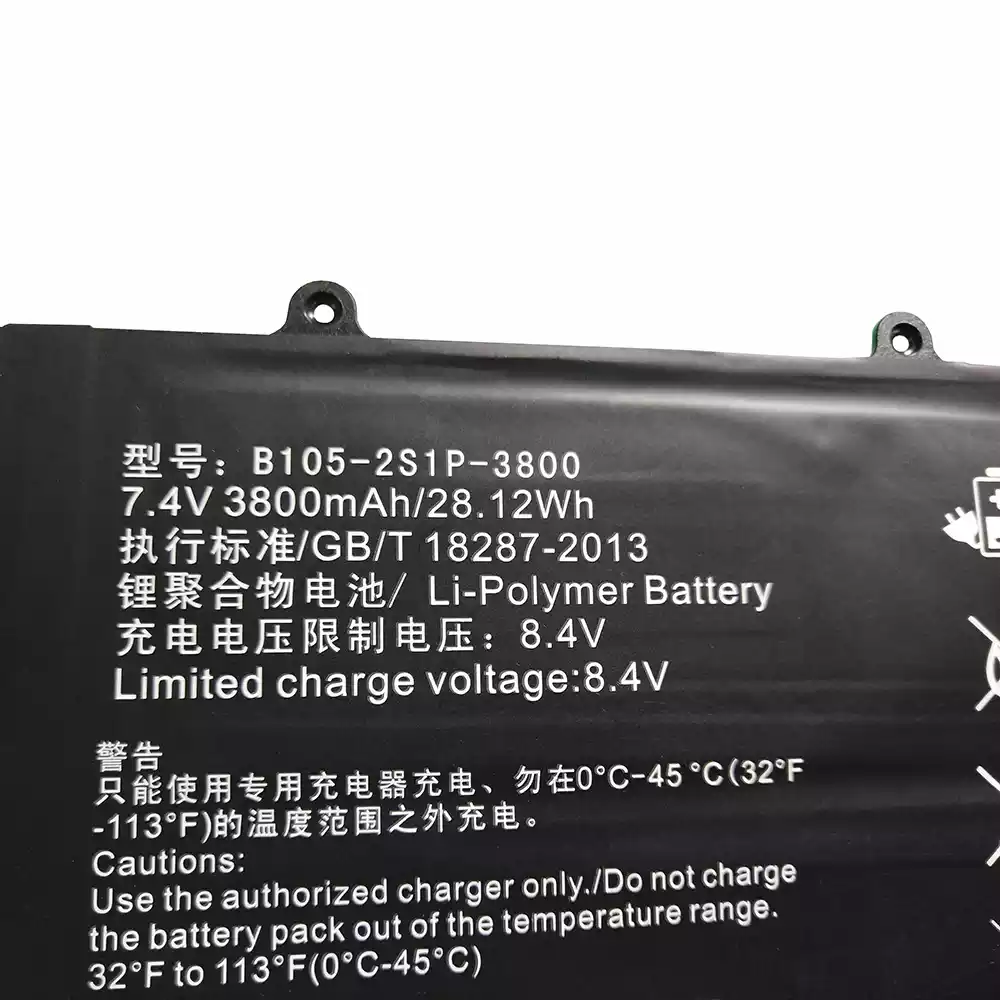 型号：B105-2S1P-3800
7.4V 3800mAh/28.12Wh
执行标准/GB/T 18287-2013
锂聚合物电池/ Li-Polymer Battery
充电电压限制电压：8.4V
Limited charge voltage:8.4V
警告
只能使用专用充电器充电、勿在0°C-45°C(32°F
-113°F)的温度范围之外充电。
Cautions:
Use the authorized charger only./Do not charge
the battery pack out of the temperature range.
32°F to 113°F(0°C-45°C)